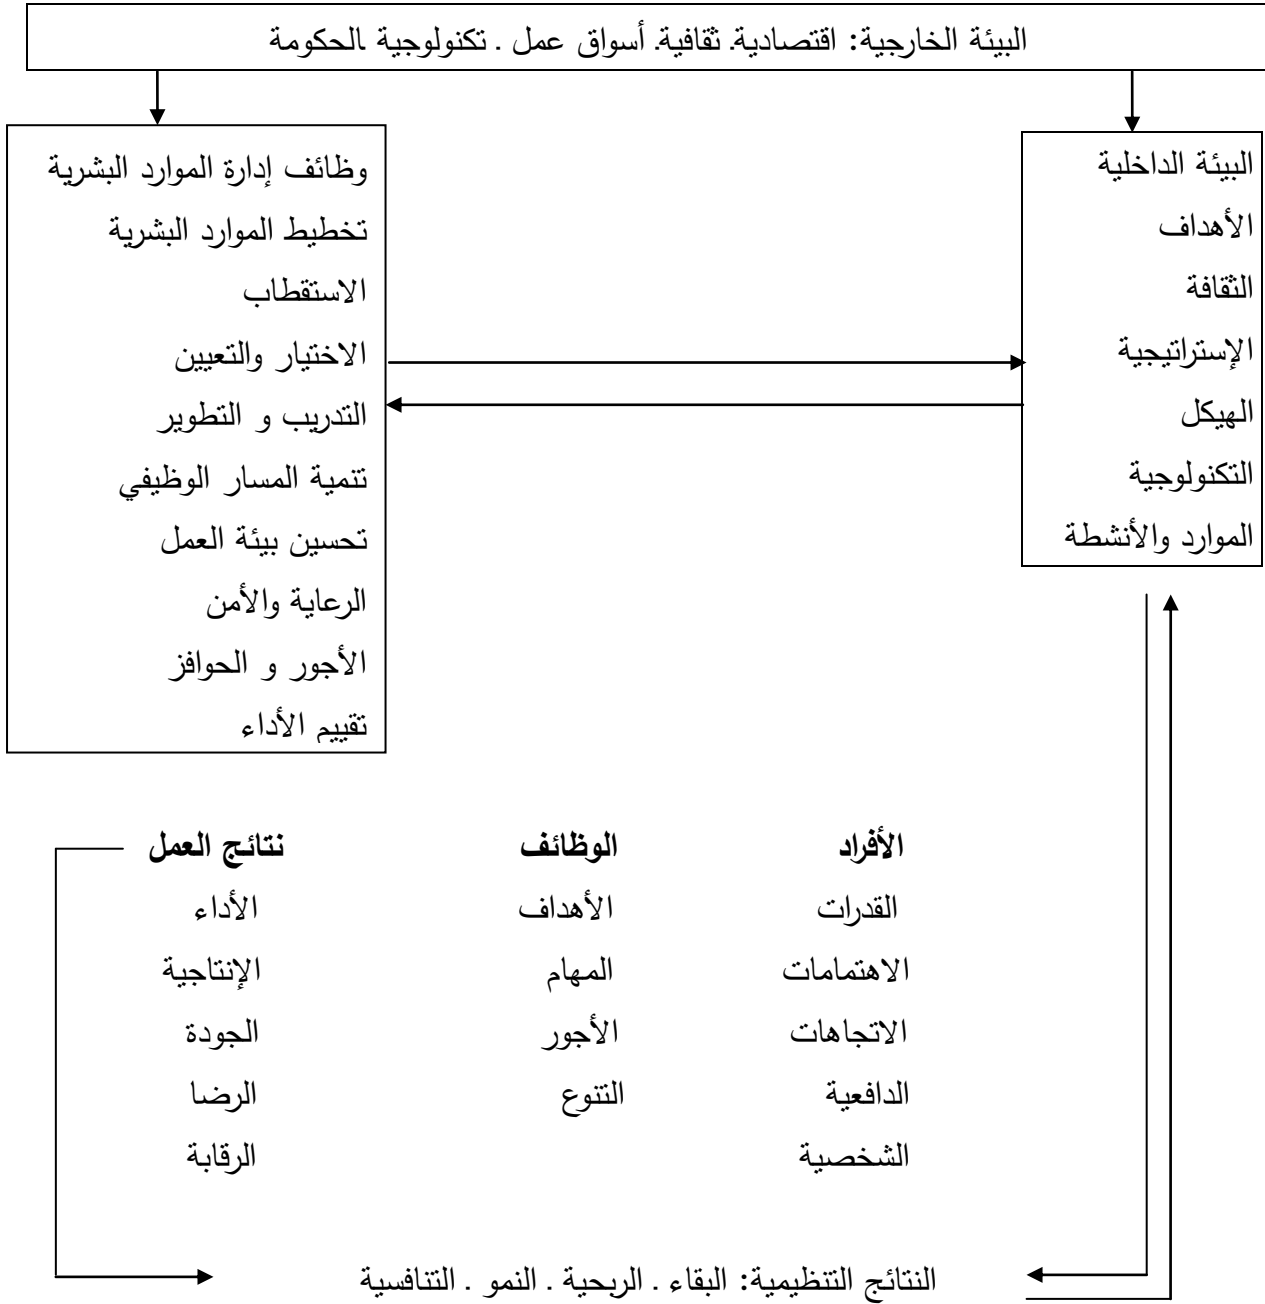 البيئة الخارجية: اقتصادية. ثقافية. أسواق عمل . تكنولوجية .الحكومة
البيئة الداخلية
الأهداف
الثقافة
الإستراتيجية
الهيكل
التكنولوجية
الموارد والأنشطة
وظائف إدارة الموارد البشرية
تخطيط الموارد البشرية
الاستقطاب
الاختيار والتعيين
التدريب و التطوير
تنمية المسار الوظيفي
تحسين بيئة العمل
الرعاية والأمن
الأجور و الحوافز
تقييم الأداء
الأفراد
القدرات
الاهتمامات
الاتجاهات
الدافعية
الشخصية
الوظائف
الأهداف
المهام
الأجور
التنوع
نتائج العمل
الأداء
الإنتاجية
الجودة
الرضا
الرقابة
النتائج التنظيمية: البقاء . الربحية . النمو . التنافسية